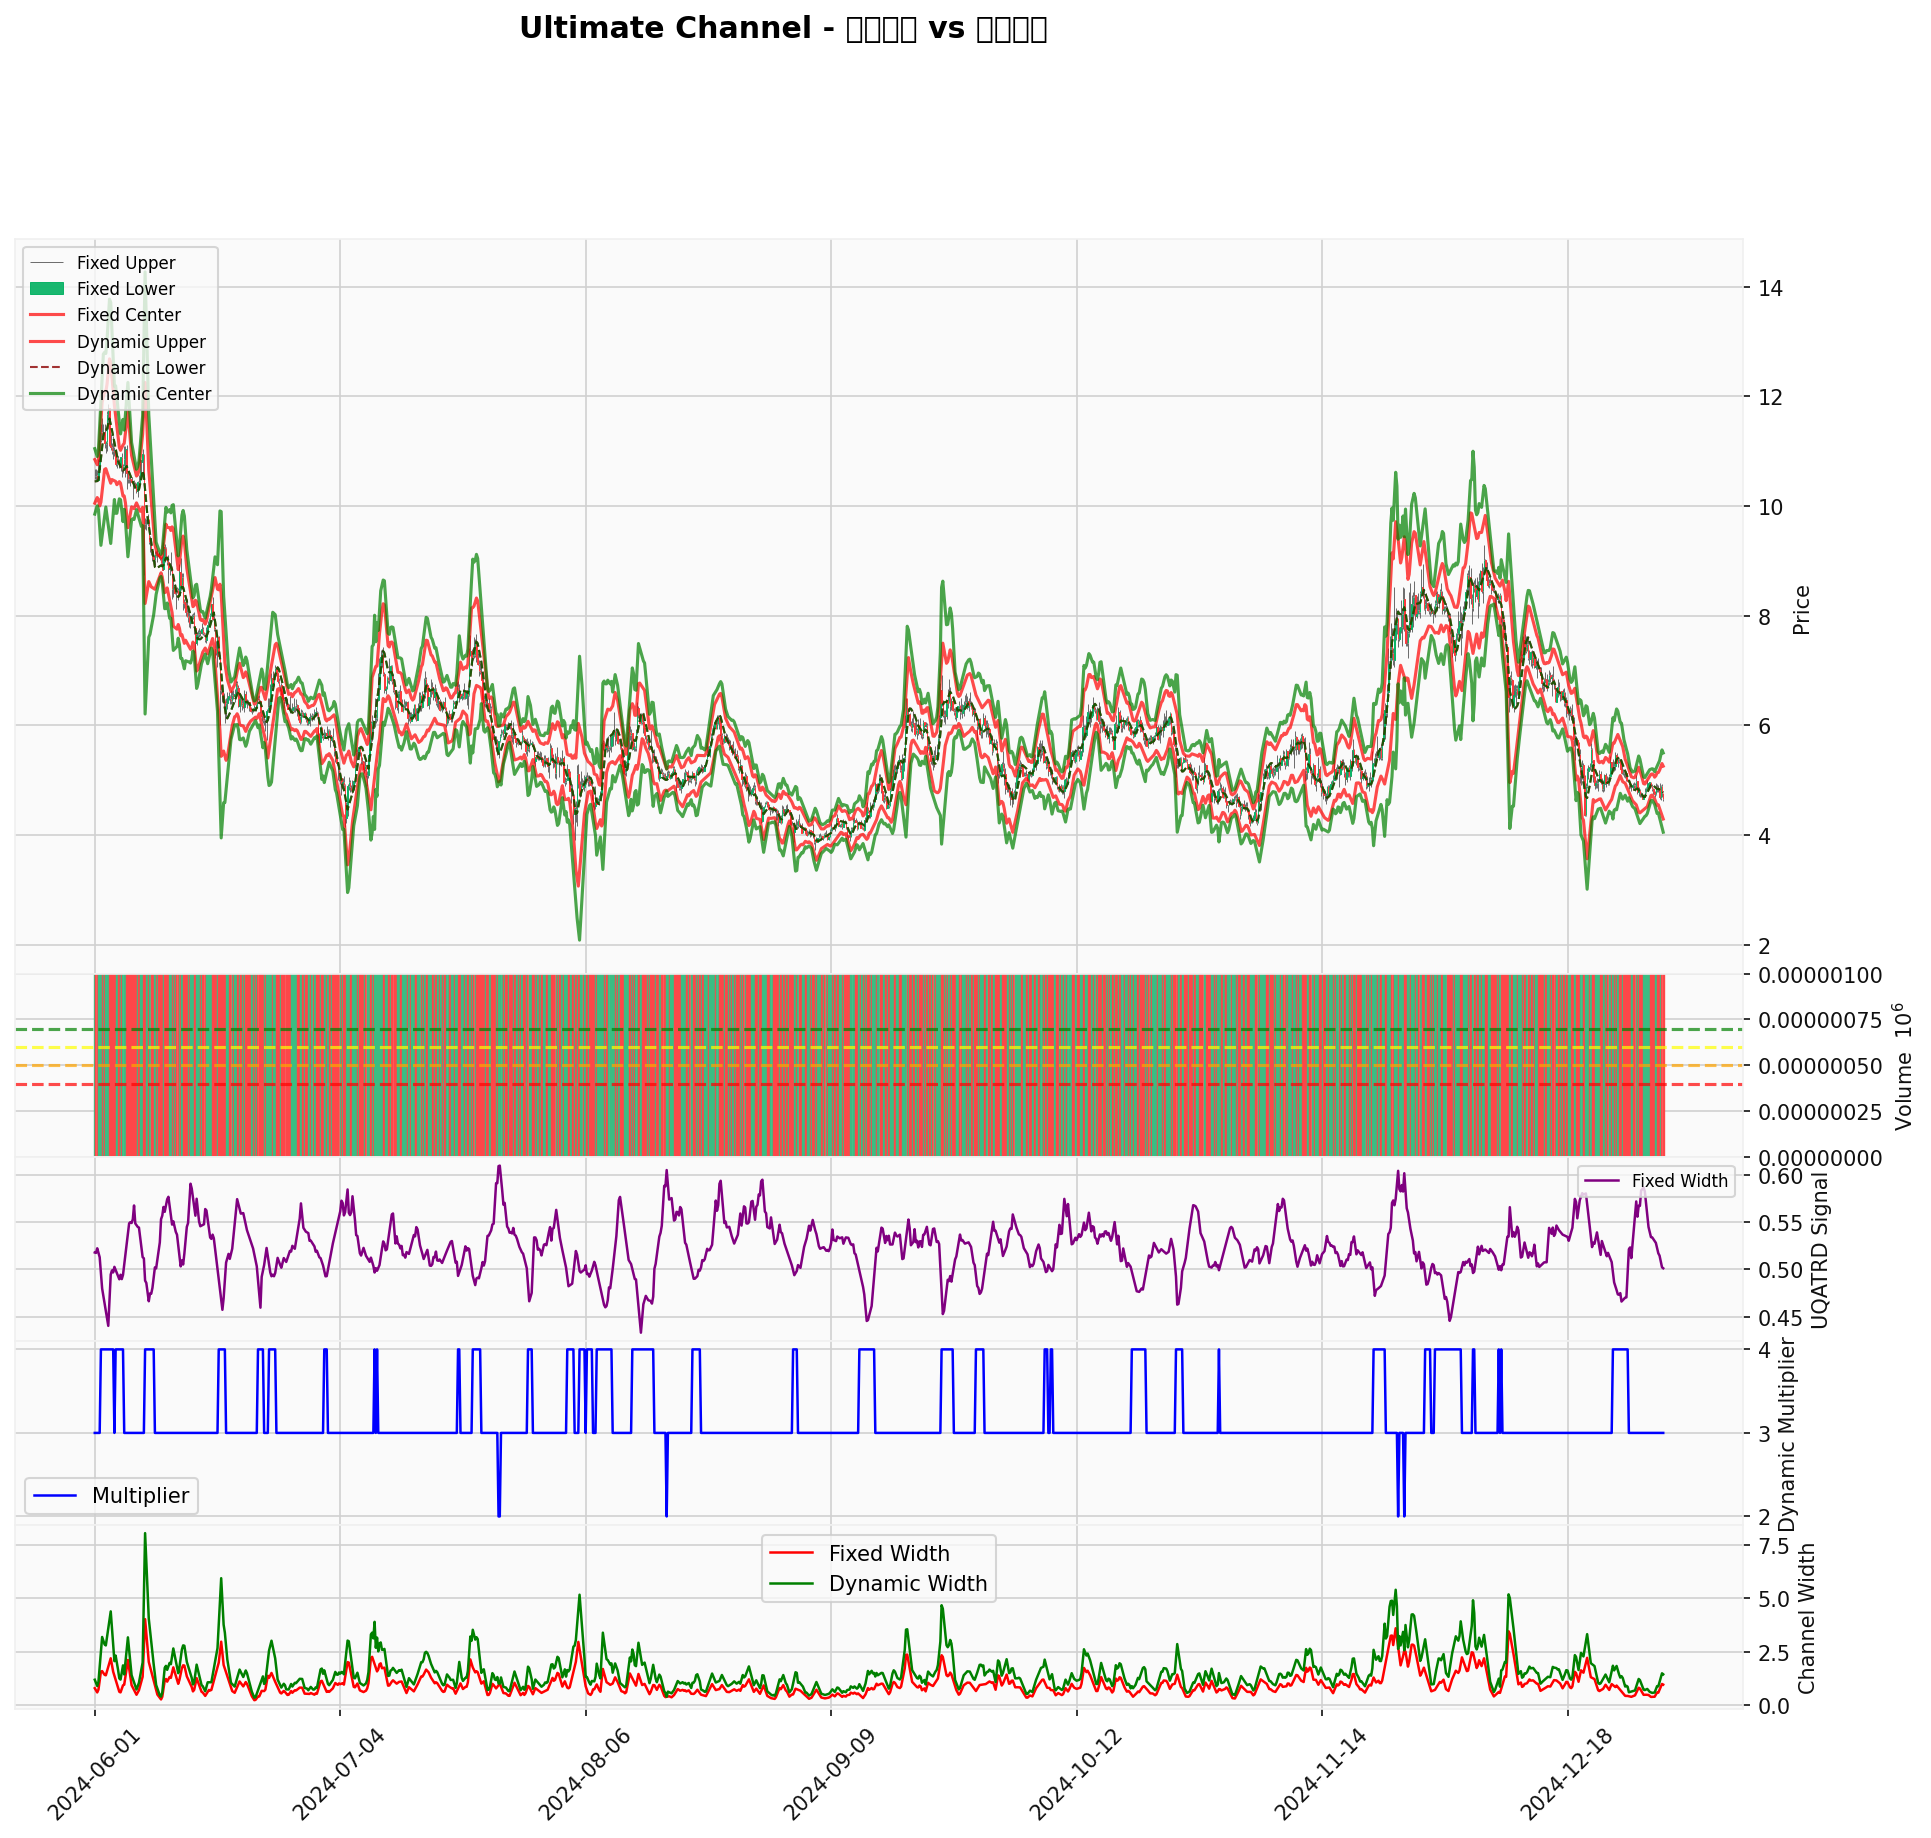 Ultimate Channel - vs
Fixed Upper
Fixed Lower
Fixed Center
Dynamic Upper
Dynamic Lower
Dynamic Center
14
12
10
8
6
4
2
Price
0.00000100
0.00000075
0.00000050
0.00000025
0.00000000
Volume 10^6
Fixed Width
0.60
0.55
0.50
0.45
UQATRD Signal
Multiplier
4
3
2
Dynamic Multiplier
Fixed Width
Dynamic Width
7.5
5.0
2.5
0.0
Channel Width
2024-06-01
2024-07-04
2024-08-06
2024-09-09
2024-10-12
2024-11-14
2024-12-18